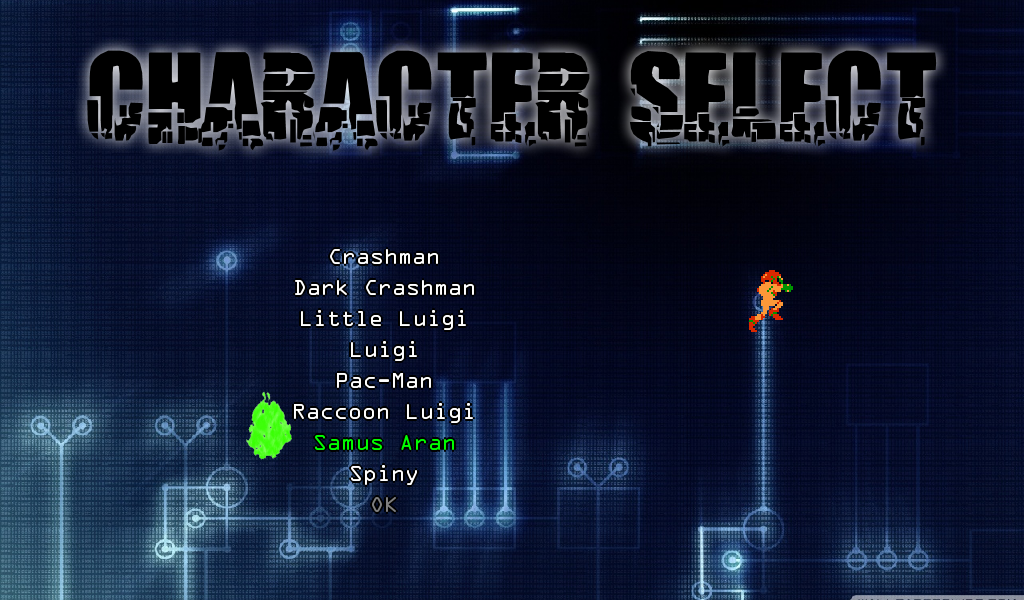 CHARACTER SELECT
Crashman
Dark Crashman
Little Luigi
Luigi
Pac-Man
Raccoon Luigi
Samus Aran
Spiny
OK